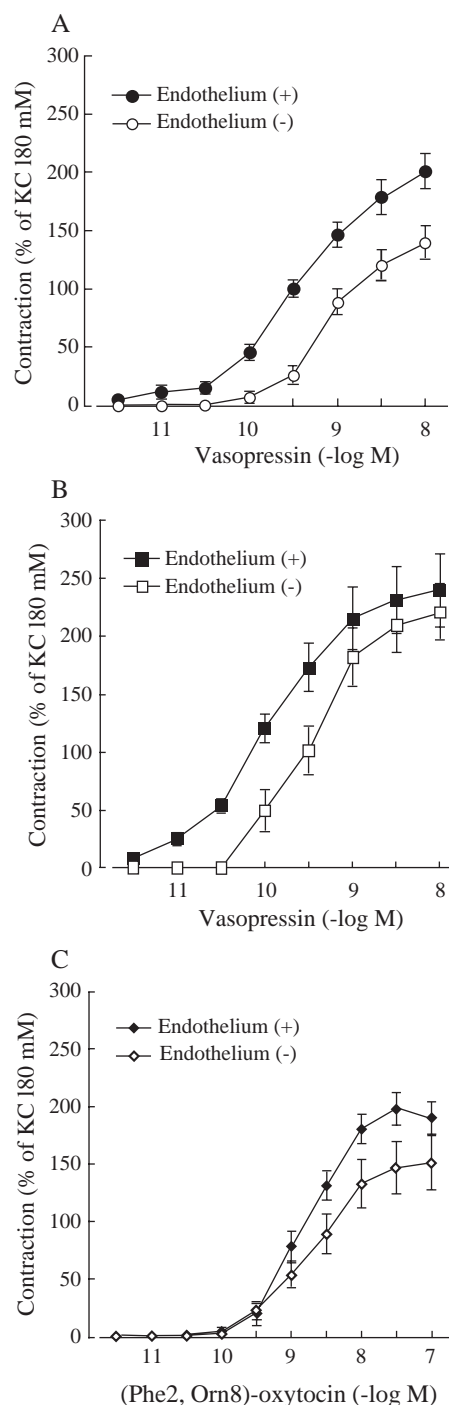 A
300
250
200
150
100
50
0
Contraction (% of KC l80 mM)
Endothelium (+)
Endothelium (-)
11 10 9 8
Vasopressin (-log M)
B
300
250
200
150
100
50
0
Contraction (% of KC l80 mM)
Endothelium (+)
Endothelium (-)
11 10 9 8
Vasopressin (-log M)
C
300
250
200
150
100
50
0
Contraction (% of KC l80 mM)
Endothelium (+)
Endothelium (-)
11 10 9 8 7
(Phe2, Orn8)-oxytocin (-log M)